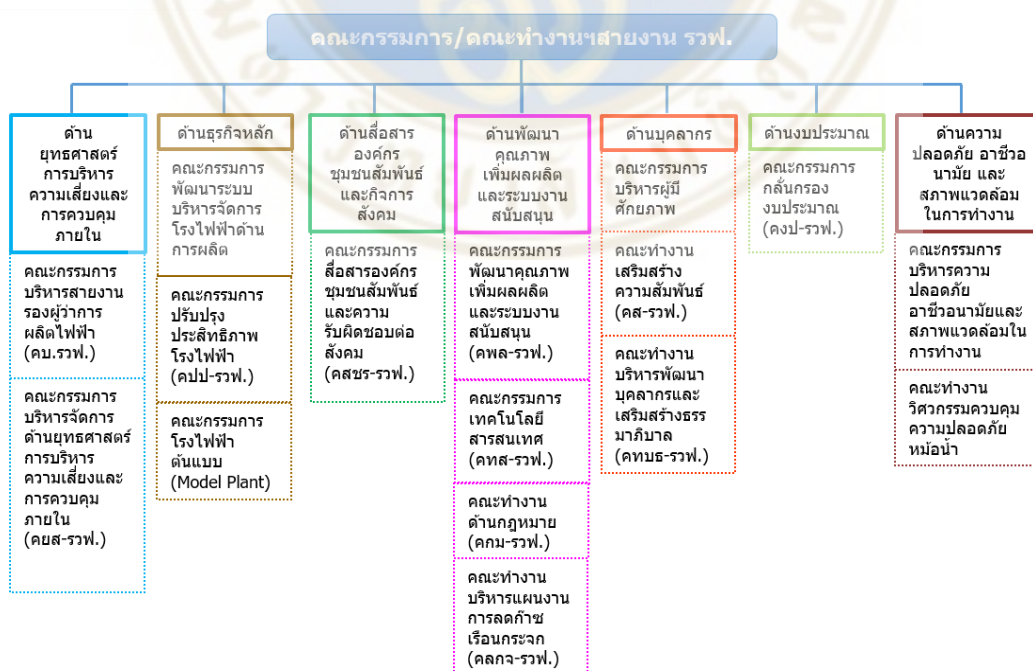 คณะกรรมการ/คณะทำงานฯสายงาน รวฟ.
ด้าน
ยุทธศาสตร์
การบริหาร
ความเสี่ยงและ
การควบคุม
ภายใน
คณะกรรมการ
บริหารสายงาน
รองผู้ว่าการ
ผลิตไฟฟ้า
(คบ.รวฟ.)
คณะกรรมการ
บริหารจัดการ
ด้านยุทธศาสตร์
การบริหาร
ความเสี่ยงและ
การควบคุม
ภายใน
(คยส-รวฟ.)
ด้านธุรกิจหลัก
คณะกรรมการ
พัฒนาระบบ
บริหารจัดการ
โรงไฟฟ้าด้าน
การผลิต
คณะกรรมการ
ปรับปรุง
ประสิทธิภาพ
โรงไฟฟ้า
(คปป-รวฟ.)
คณะกรรมการ
โรงไฟฟ้า
ต้นแบบ
(Model Plant)
ด้านสื่อสาร
องค์กร
ชุมชนสัมพันธ์
และกิจการ
สังคม
คณะกรรมการ
สื่อสารองค์กร
ชุมชนสัมพันธ์
และความ
รับผิดชอบต่อ
สังคม
(คสชร-รวฟ.)
ด้านพัฒนา
คุณภาพ
เพิ่มผลผลิต
และระบบงาน
สนับสนุน
คณะกรรมการ
พัฒนาคุณภาพ
เพิ่มผลผลิต
และระบบงาน
สนับสนุน
(คพล-รวฟ.)
คณะกรรมการ
เทคโนโลยี
สารสนเทศ
(คทส-รวฟ.)
คณะทำงาน
ด้านกฎหมาย
(คกม-รวฟ.)
คณะทำงาน
บริหารแผนงาน
การลดก๊าซ
เรือนกระจก
(คลกจ-รวฟ.)
ด้านบุคลากร
คณะกรรมการ
บริหารผู้มี
ศักยภาพ
คณะทำงาน
เสริมสร้าง
ความสัมพันธ์
(คส-รวฟ.)
คณะทำงาน
บริหารพัฒนา
บุคลากรและ
เสริมสร้างธรร
มาภิบาล
(คทบธ-รวฟ.)
ด้านงบประมาณ
คณะกรรมการ
กลั่นกรอง
งบประมาณ
(คงป-รวฟ.)
ด้านความ
ปลอดภัย อาชีวอ
นามัย และ
สภาพแวดล้อม
ในการทำงาน
คณะกรรมการ
บริหารความ
ปลอดภัย
อาชีวอนามัยและ
สภาพแวดล้อมใน
การทำงาน
คณะทำงาน
วิศวกรรมควบคุม
ความปลอดภัย
หม้อน้ำ